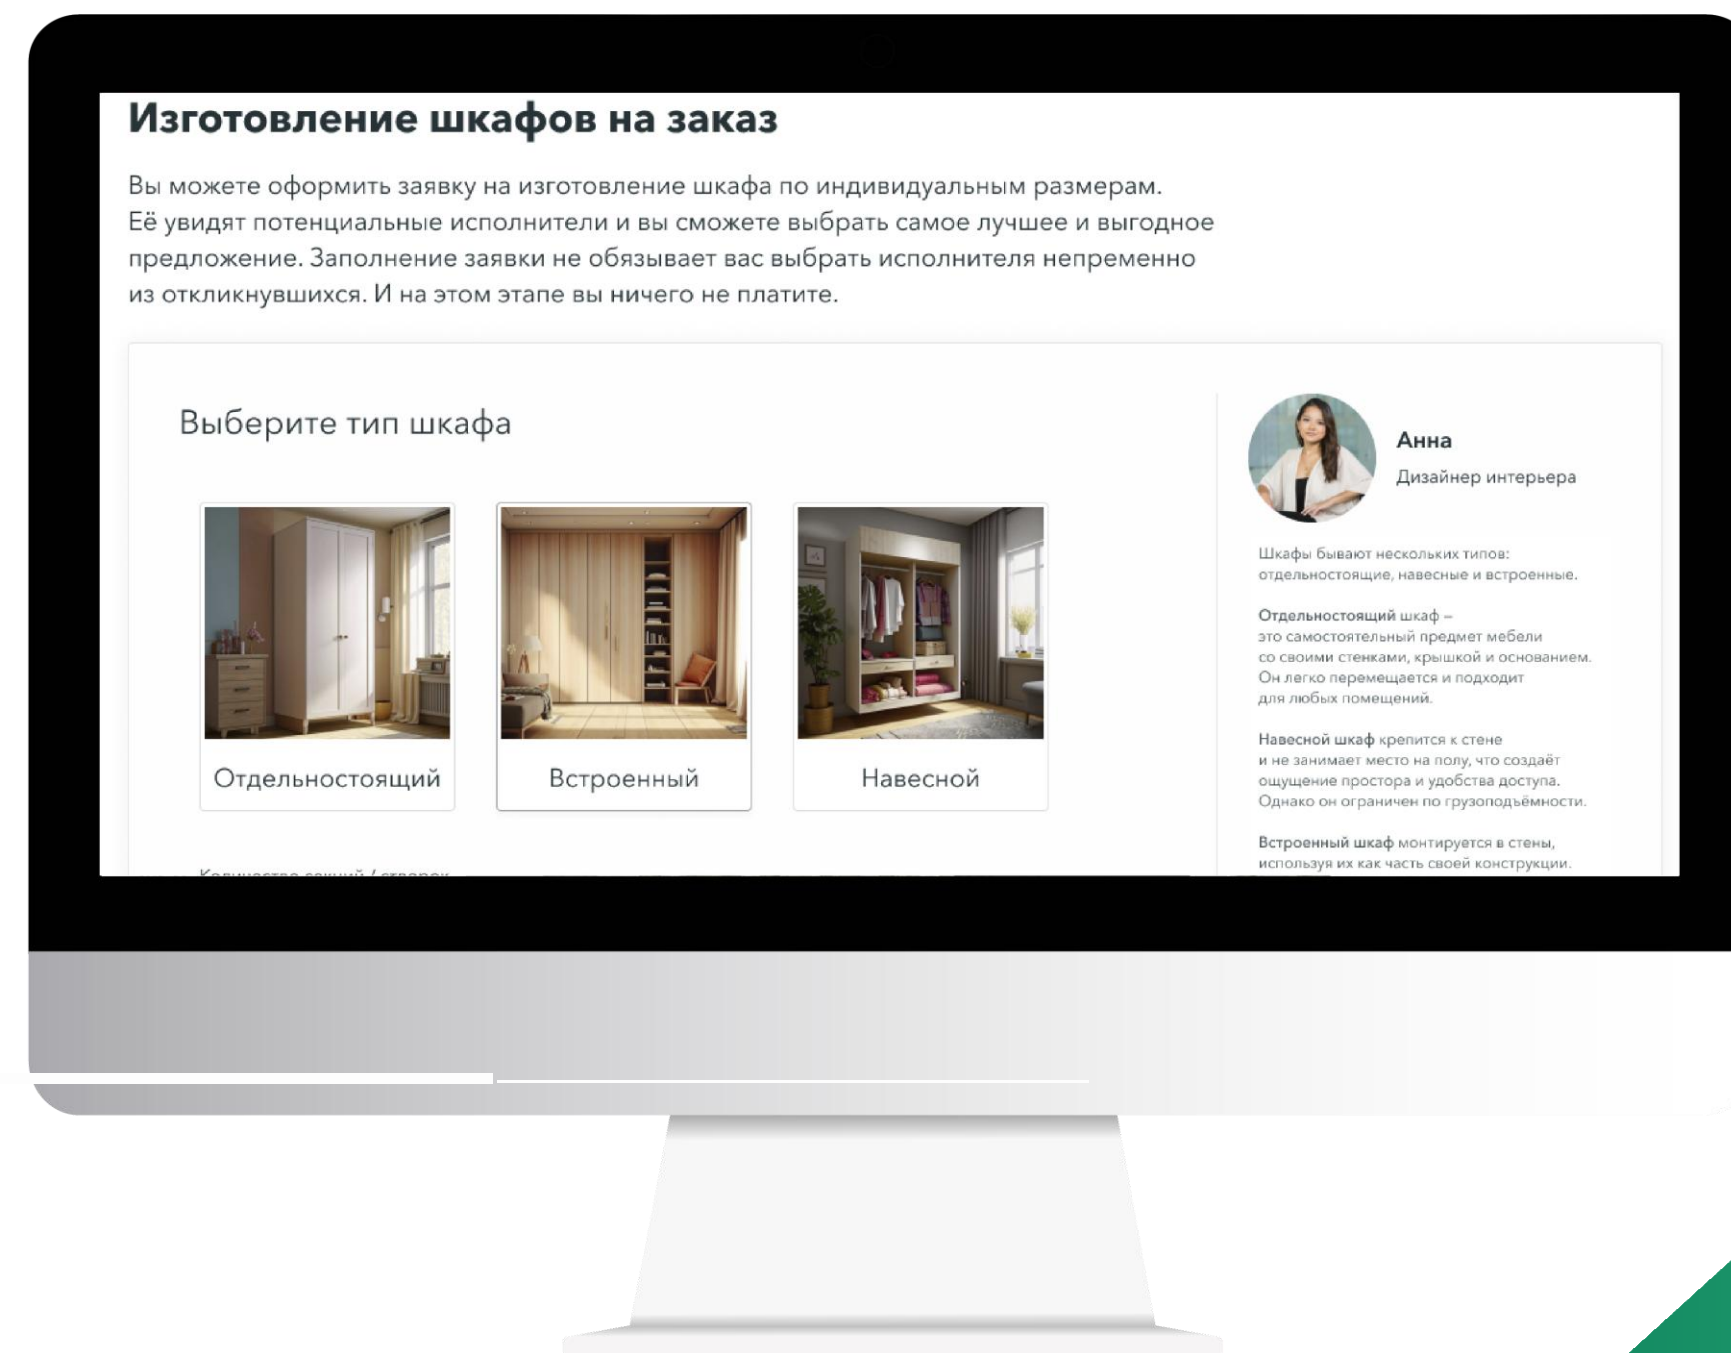 Изготовление шкафов на заказ
Вы можете оформить заявку на изготовление шкафа по индивидуальным размерам.
Её увидят потенциальные исполнители и вы сможете выбрать самое лучшее и выгодное
предложение. Заполнение заявки не обязывает вас выбрать исполнителя непременно
из откликнувшихся. И на этом этапе вы ничего не платите.
Выберите тип шкафа
Отдельностоящий
Встроенный
Навесной
Количество секций / створок
Анна
Дизайнер интерьера
Шкафы бывают нескольких типов:
отдельностоящие, навесные и встроенные.
Отдельностоящий шкаф –
это самостоятельный предмет мебели
со своими стенками, крышкой и основанием.
Он легко перемещается и подходит
для любых помещений.
Навесной шкаф крепится к стене
и не занимает место на полу, что создаёт
ощущение простора и удобства доступа.
Однако он ограничен по грузоподъёмности.
Встроенный шкаф монтируется в стены,
используя их как часть своей конструкции.